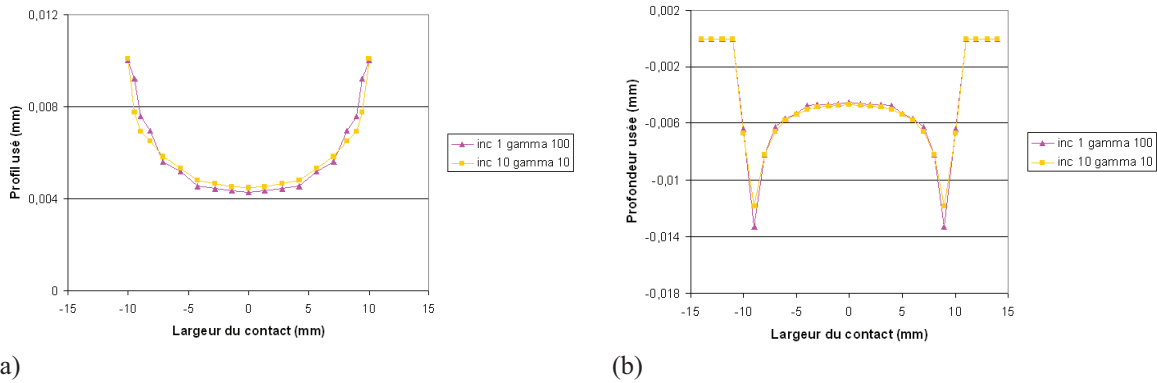 0,012
0,008
0,004
0
-15 -10 -5 0 5 10 15
Profil usé (mm)
Largeur du contact (mm)
inc 1 gamma 100
inc 10 gamma 10
a)
0,002
-0,002
-0,006
-0,01
-0,014
-0,018
-15 -10 -5 0 5 10 15
Profondeur usée (mm)
Largeur du contact (mm)
inc 1 gamma 100
inc 10 gamma 10
(b)